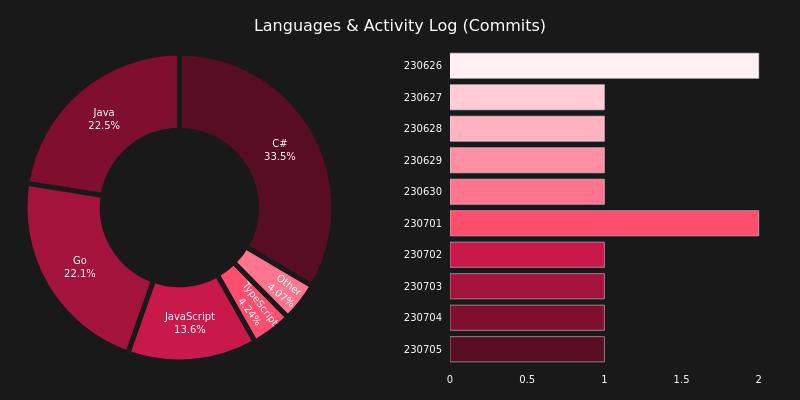 Languages & Activity Log (Commits)
C#
33.5%
Java
22.5%
Go
22.1%
JavaScript
13.6%
TypeScript
4.24%
Other
4.07%
230626
230627
230628
230629
230630
230701
230702
230703
230704
230705
0 0.5 1 1.5 2